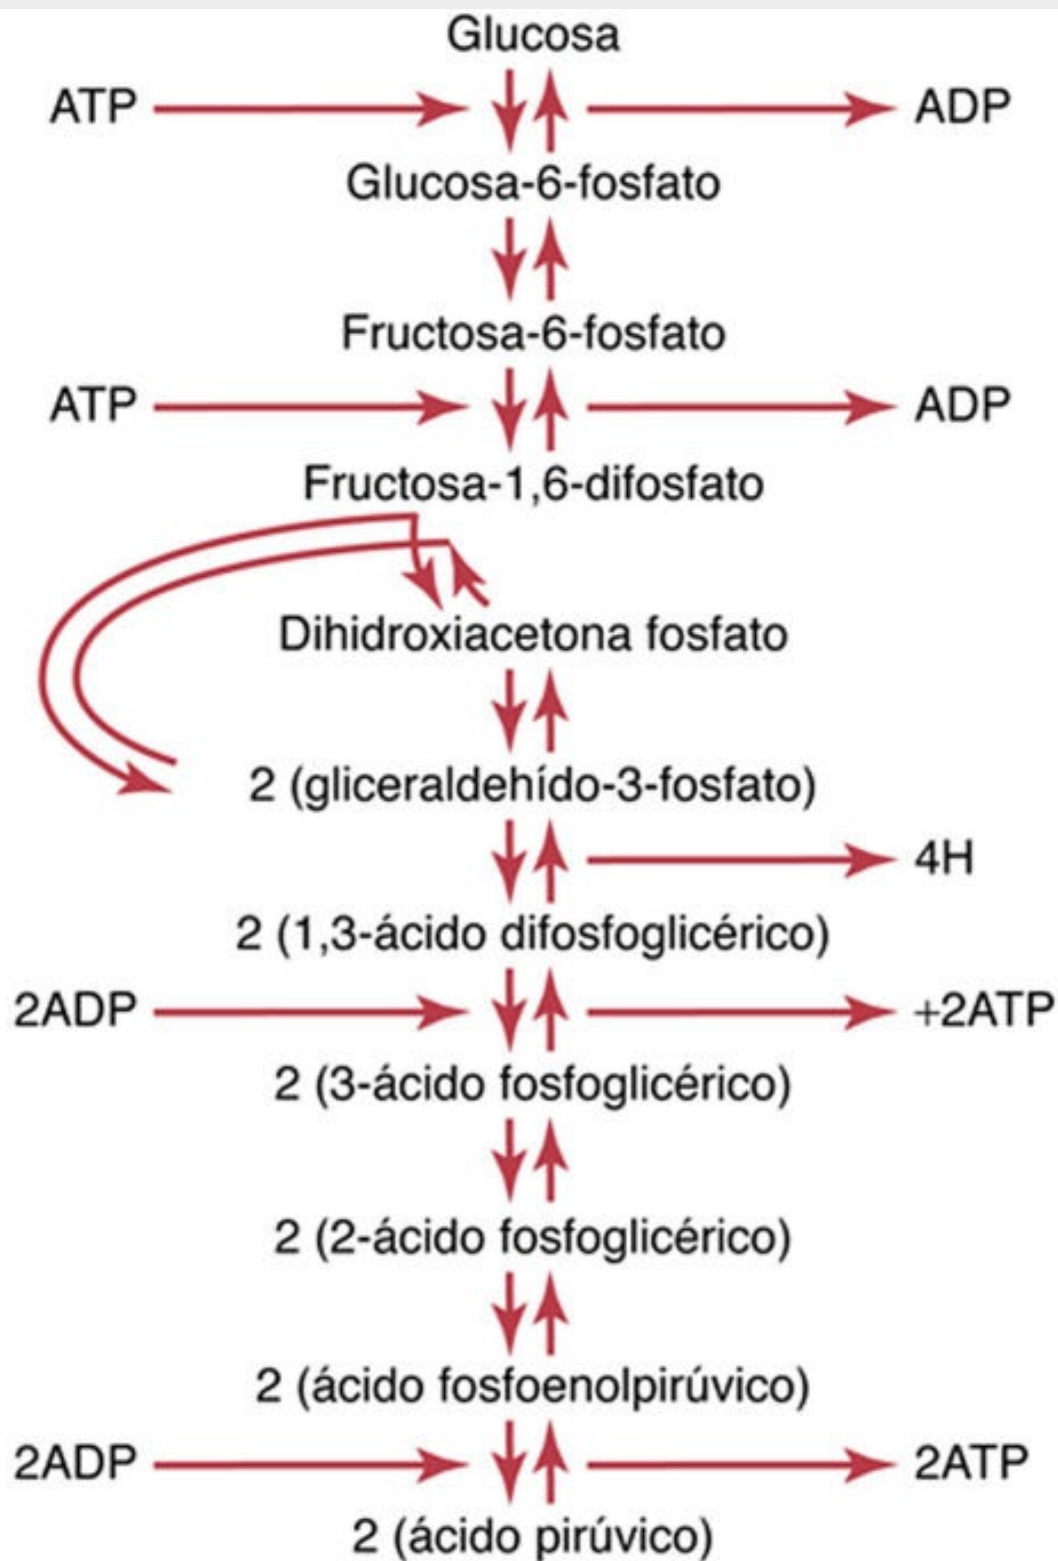 Glucosa
ATP ADP
Glucosa-6-fosfato
Fructosa-6-fosfato
ATP ADP
Fructosa-1,6-difosfato
Dihidroxiacetona fosfato
2 (gliceraldehído-3-fosfato)
4H
2 (1,3-ácido difosfoglicérico)
2ADP +2ATP
2 (3-ácido fosfoglicérico)
2 (2-ácido fosfoglicérico)
2 (ácido fosfoenolpirúvico)
2ADP 2ATP
2 (ácido pirúvico)